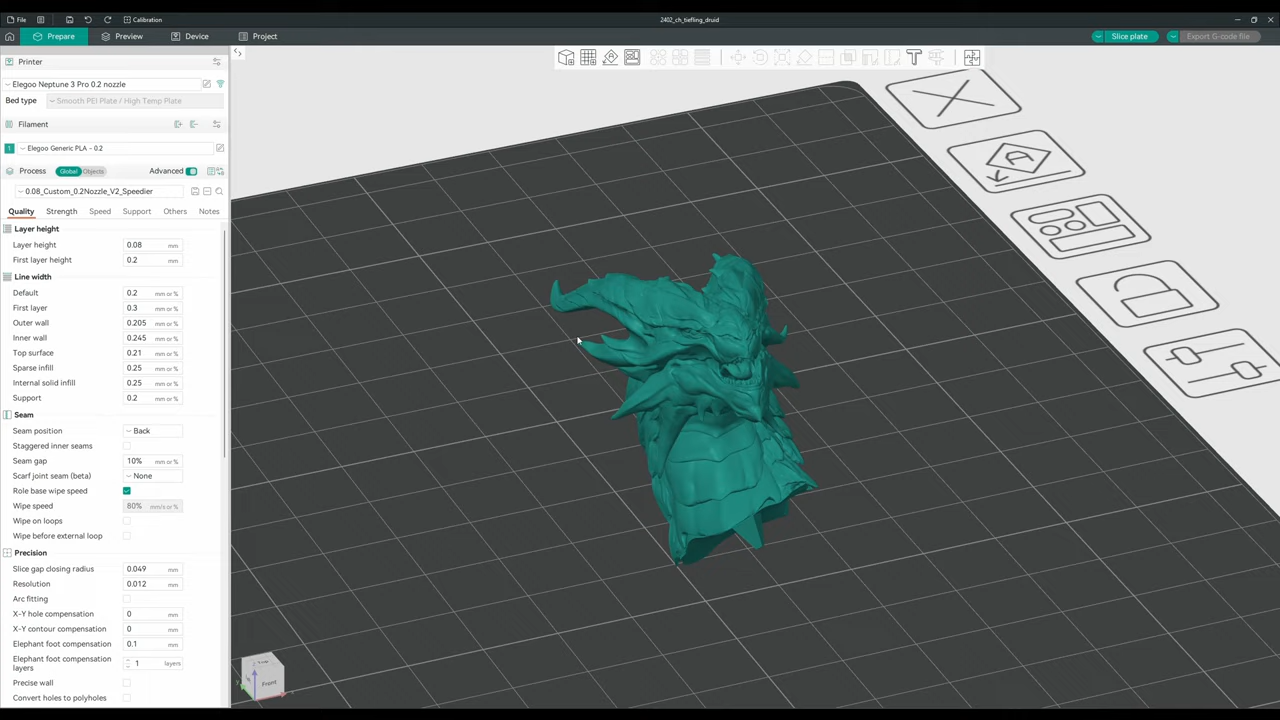 File
Calibration
2402_ch_tiefling_druid
Prepare
Preview
Device
Project
Slice plate
Export G-code file
Printer
Elegoo Neptune 3 Pro 0.2 nozzle
Bed type
Smooth PEI Plate / High Temp Plate
Filament
1
Elegoo Generic PLA - 0.2
Process
Global
Objects
Advanced
0.08_Custom_0.2Nozzle_V2_Speedier
Quality
Strength
Speed
Support
Others
Notes
Layer height
Layer height 0.08 mm
First layer height 0.2 mm
Line width
Default 0.2 mm or %
First layer 0.3 mm or %
Outer wall 0.205 mm or %
Inner wall 0.245 mm or %
Top surface 0.21 mm or %
Sparse infill 0.25 mm or %
Internal solid infill 0.25 mm or %
Support 0.2 mm or %
Seam
Seam position Back
Staggered inner seams
Seam gap 10% mm or %
Scarf joint seam (beta) None
Role base wipe speed
Wipe speed 80% mm/s or %
Wipe on loops
Wipe before external loop
Precision
Slice gap closing radius 0.049 mm
Resolution 0.012 mm
Arc fitting
X-Y hole compensation 0 mm
X-Y contour compensation 0 mm
Elephant foot compensation 0.1 mm
Elephant foot compensation
layers 1 layers
Precise wall
Convert holes to polyholes
A
Front